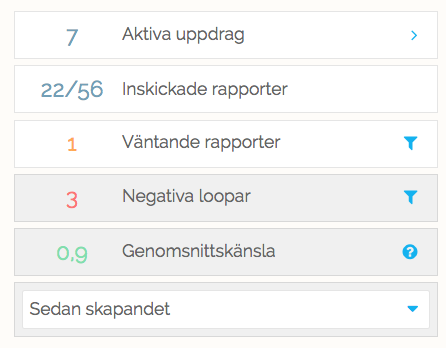 7 Aktiva uppdrag
22/56 Inskickade rapporter
1 Väntande rapporter
3 Negativa loopar
0,9 Genomsnittskänsla
Sedan skapandet